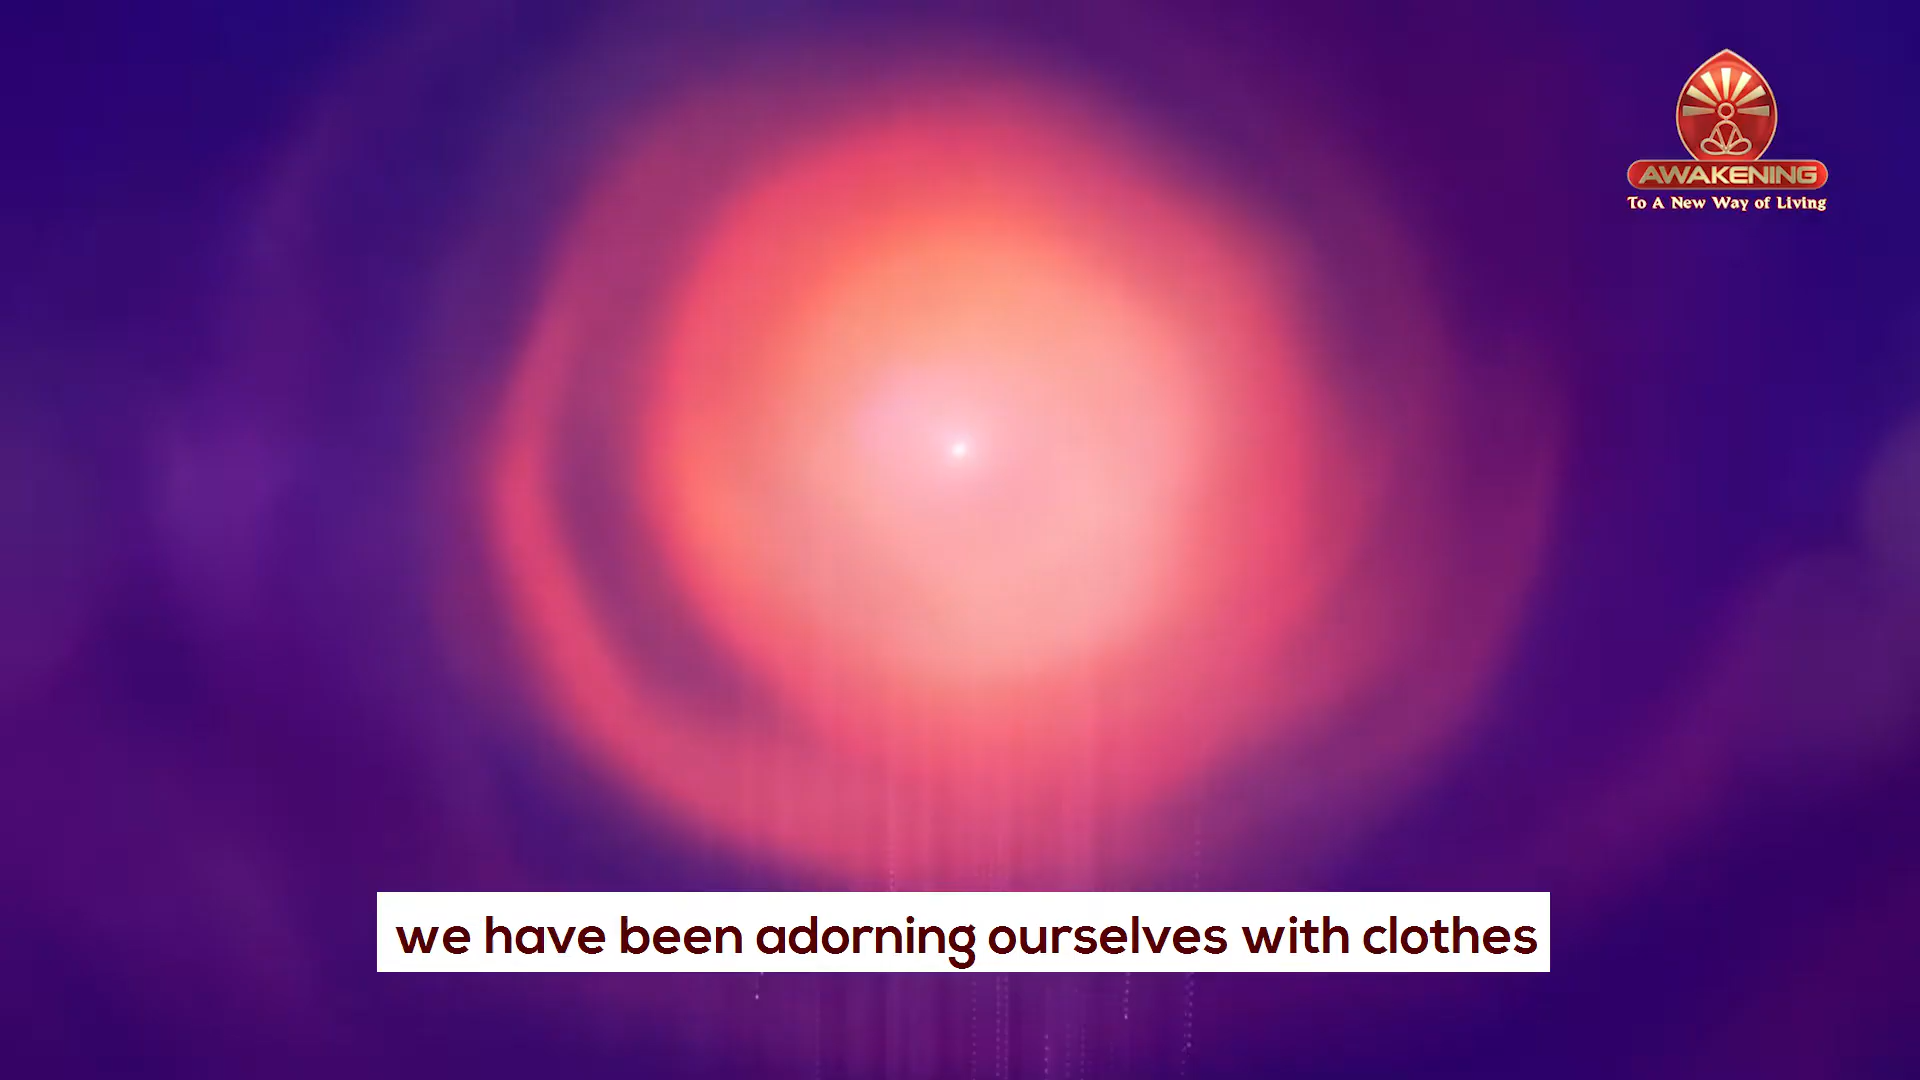 AWAKENING
To A New Way of Living
we have been adorning ourselves with clothes